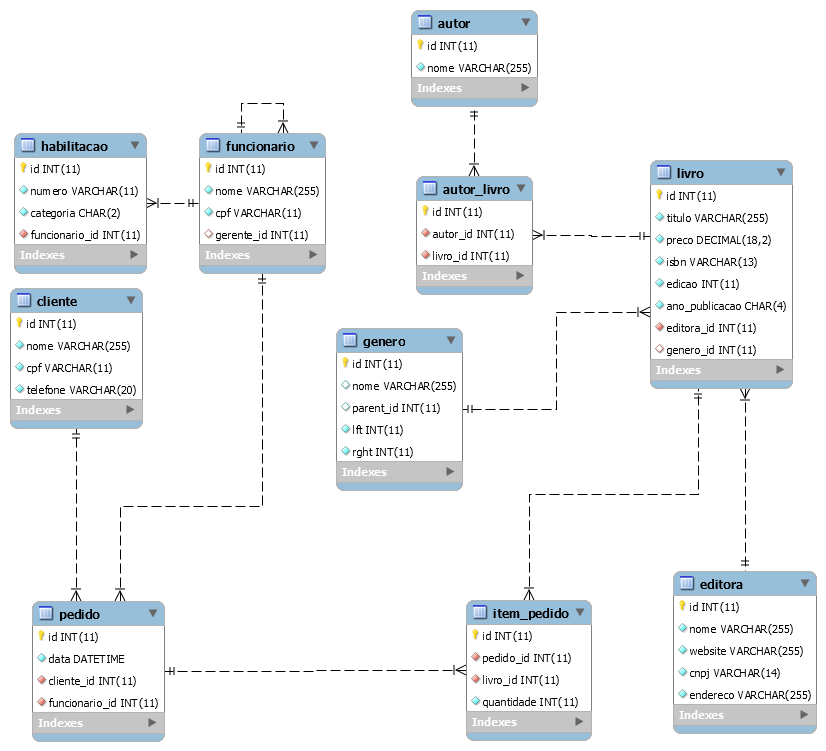 autor
id INT(11)
nome VARCHAR(255)
Indexes
habilitacao
id INT(11)
numero VARCHAR(11)
categoria CHAR(2)
funcionario_id INT(11)
Indexes
funcionario
id INT(11)
nome VARCHAR(255)
cpf VARCHAR(11)
gerente_id INT(11)
Indexes
autor_livro
id INT(11)
autor_id INT(11)
livro_id INT(11)
Indexes
livro
id INT(11)
titulo VARCHAR(255)
preco DECIMAL(18,2)
isbn VARCHAR(13)
edicao INT(11)
ano_publicacao CHAR(4)
editora_id INT(11)
genero_id INT(11)
Indexes
cliente
id INT(11)
nome VARCHAR(255)
cpf VARCHAR(11)
telefone VARCHAR(20)
Indexes
genero
id INT(11)
nome VARCHAR(255)
parent_id INT(11)
lft INT(11)
rght INT(11)
Indexes
pedido
id INT(11)
data DATETIME
cliente_id INT(11)
funcionario_id INT(11)
Indexes
item_pedido
id INT(11)
pedido_id INT(11)
livro_id INT(11)
quantidade INT(11)
Indexes
editora
id INT(11)
nome VARCHAR(255)
website VARCHAR(255)
cnpj VARCHAR(14)
endereco VARCHAR(255)
Indexes